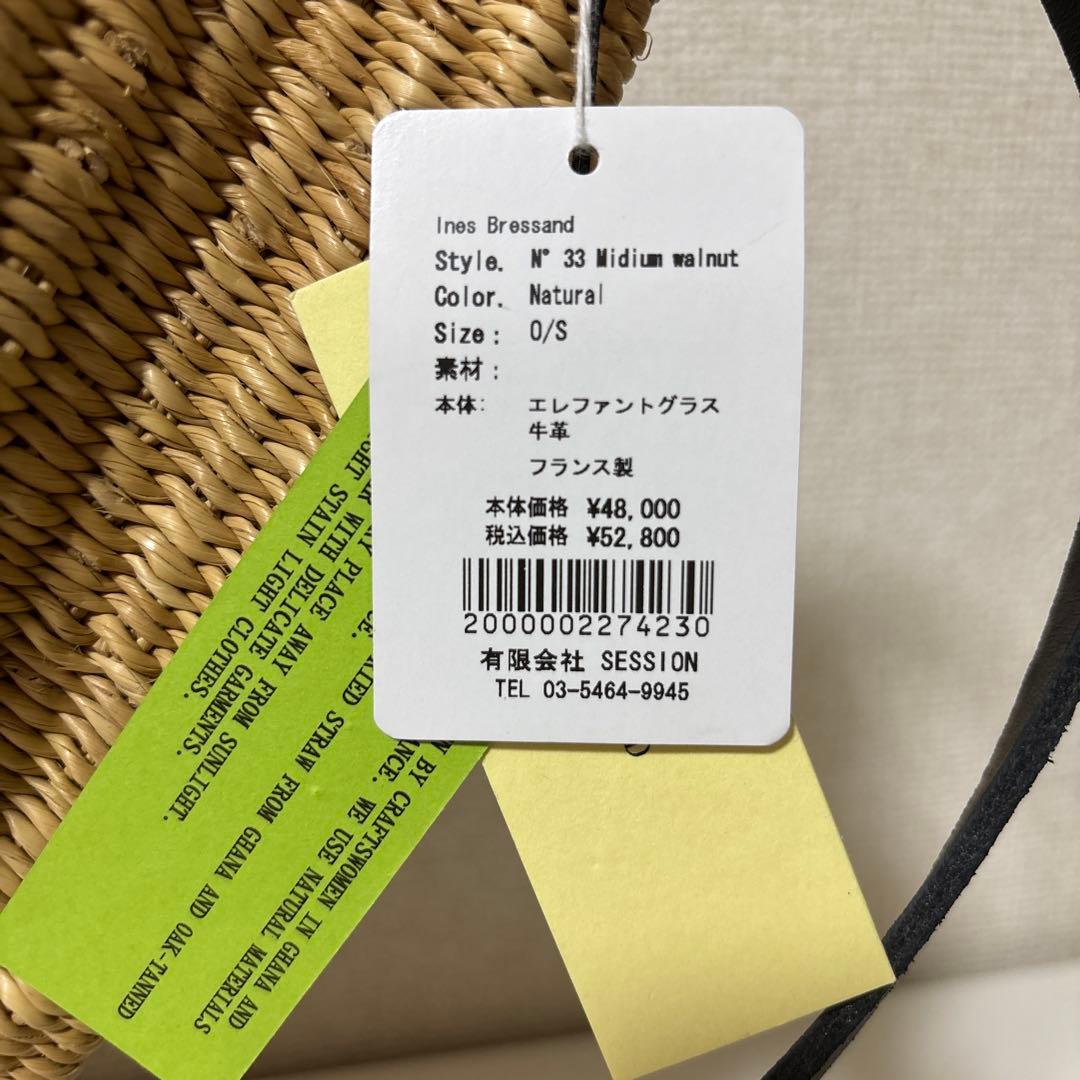 Ines Bressand
Style. N° 33 Midium walnut
Color. Natural
Size: O/S
素材:
本体: エレファントグラス
牛革
フランス製
本体価格 ¥48,000
税込価格 ¥52,800
2000002274230
有限会社 SESSION
TEL 03-5464-9945
BY CRAFTSWOMEN IN GHANA AND
WE USE NATURAL MATERIALS
STRAW FROM GHANA AND OAK-TANNED
PLACE AWAY FROM SUNLIGHT.
WITH DELICATE GARMENTS.
STAIN LIGHT CLOTHES.